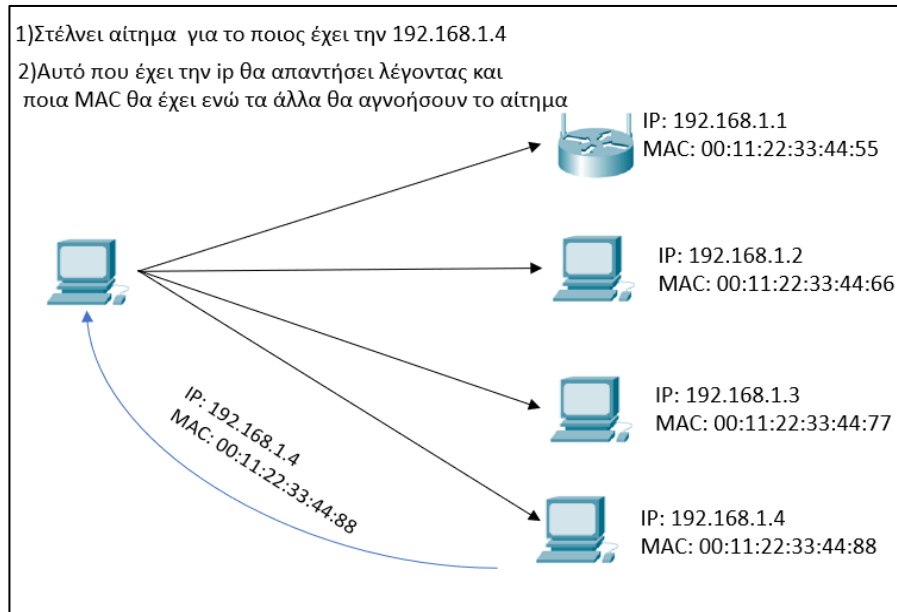 1)Στέλνει αίτημα για το ποιος έχει την 192.168.1.4
2)Αυτό που έχει την ip θα απαντήσει λέγοντας και
ποια MAC θα έχει ενώ τα άλλα θα αγνοήσουν το αίτημα
IP: 192.168.1.1
MAC: 00:11:22:33:44:55
IP: 192.168.1.2
MAC: 00:11:22:33:44:66
IP: 192.168.1.3
MAC: 00:11:22:33:44:77
IP: 192.168.1.4
MAC: 00:11:22:33:44:88
IP: 192.168.1.4
MAC: 00:11:22:33:44:88